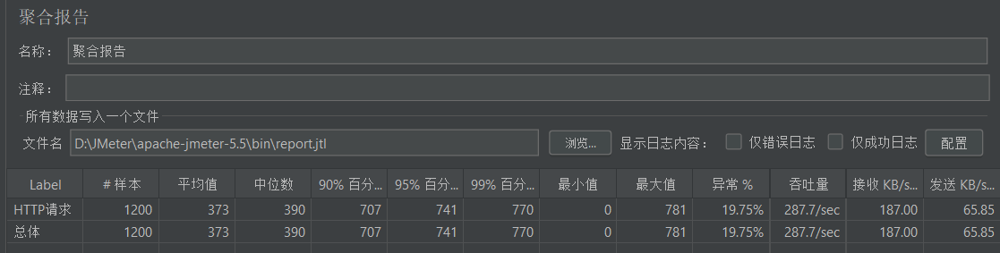 聚合报告
名称： 聚合报告
注释：
所有数据写入一个文件
文件名 D:\JMeter\apache-jmeter-5.5\bin\report.jtl 浏览... 显示日志内容： 仅错误日志 仅成功日志 配置
Label # 样本 平均值 中位数 90% 百分... 95% 百分... 99% 百分... 最小值 最大值 异常 % 吞吐量 接收 KB/s... 发送 KB/s...
HTTP请求 1200 373 390 707 741 770 0 781 19.75% 287.7/sec 187.00 65.85
总体 1200 373 390 707 741 770 0 781 19.75% 287.7/sec 187.00 65.85